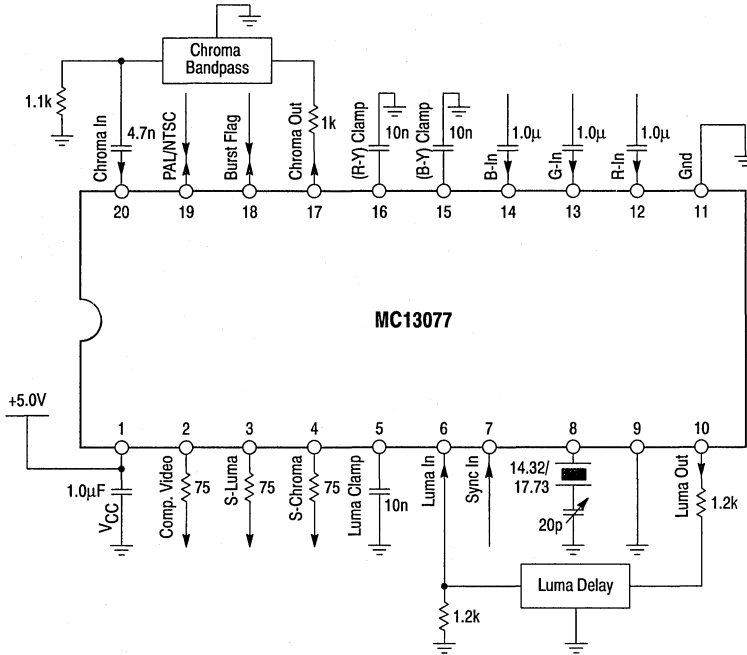 Chroma
Bandpass
1.1k
Chroma In
4.7n
PAL/NTSC
Burst Flag
Chroma Out
1k
(R-Y) Clamp
10n
(B-Y) Clamp
10n
1.0µ
B-In
1.0µ
G-In
1.0µ
R-In
Gnd
20
19
18
17
16
15
14
13
12
11
MC13077
+5.0V
1
2
3
4
5
6
7
8
9
10
1.0µF
VCC
Comp. Video
75
S-Luma
75
S-Chroma
75
Luma Clamp
10n
Luma In
Sync In
14.32/
17.73
20p
Luma Out
1.2k
Luma Delay
1.2k